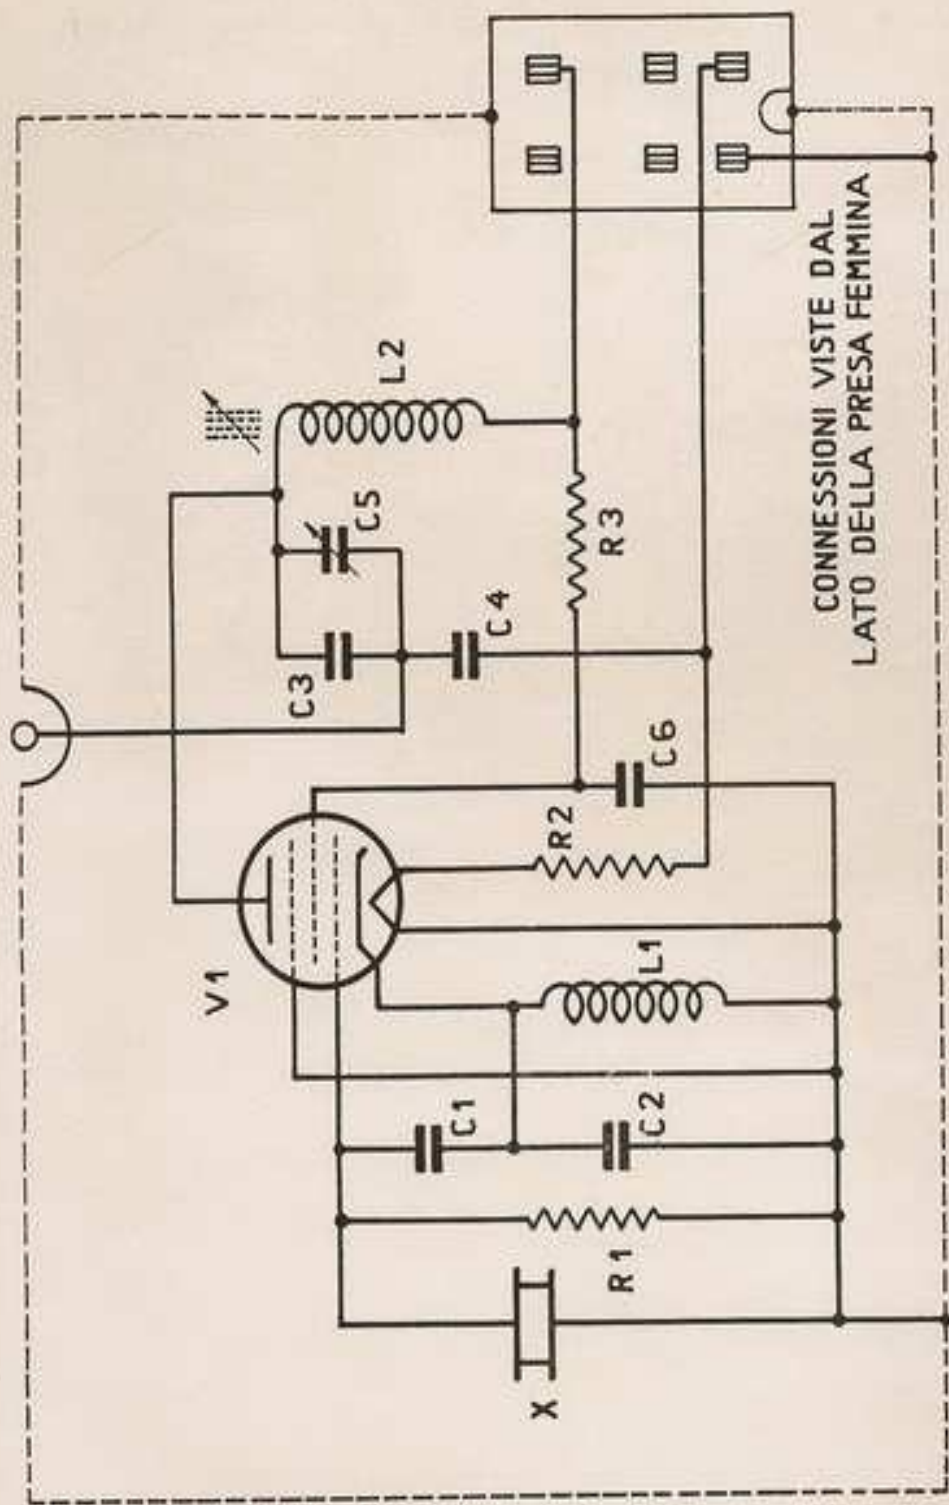 V1
C5
L2
C3
C4
R3
C6
R2
L1
C1
C2
R1
X
CONNESSIONI VISTE DAL
LATO DELLA PRESA FEMMINA